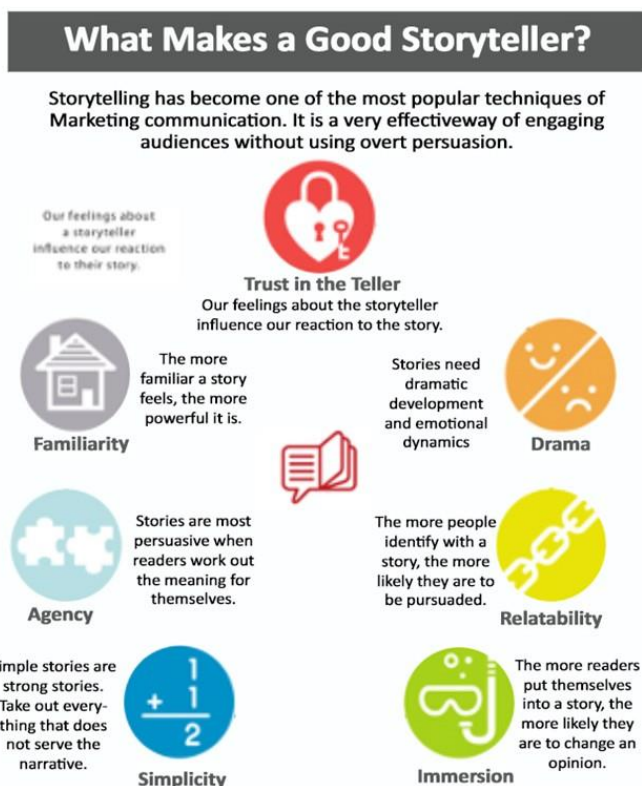 What Makes a Good Storyteller?
Storytelling has become one of the most popular techniques of
Marketing communication. It is a very effectiveway of engaging
audiences without using overt persuasion.
Our feelings about
a storyteller
influence our reaction
to their story.
Trust in the Teller
Our feelings about the storyteller
influence our reaction to the story.
The more
familiar a story
feels, the more
powerful it is.
Familiarity
Stories need
dramatic
development
and emotional
dynamics
Drama
Stories are most
persuasive when
readers work out
the meaning for
themselves.
Agency
The more people
identify with a
story, the more
likely they are to
be pursuaded.
Relatability
imple stories are
strong stories.
Take out every-
thing that does
not serve the
narrative.
1
+ 1
2
Simplicity
The more readers
put themselves
into a story, the
more likely they
are to change an
opinion.
Immersion